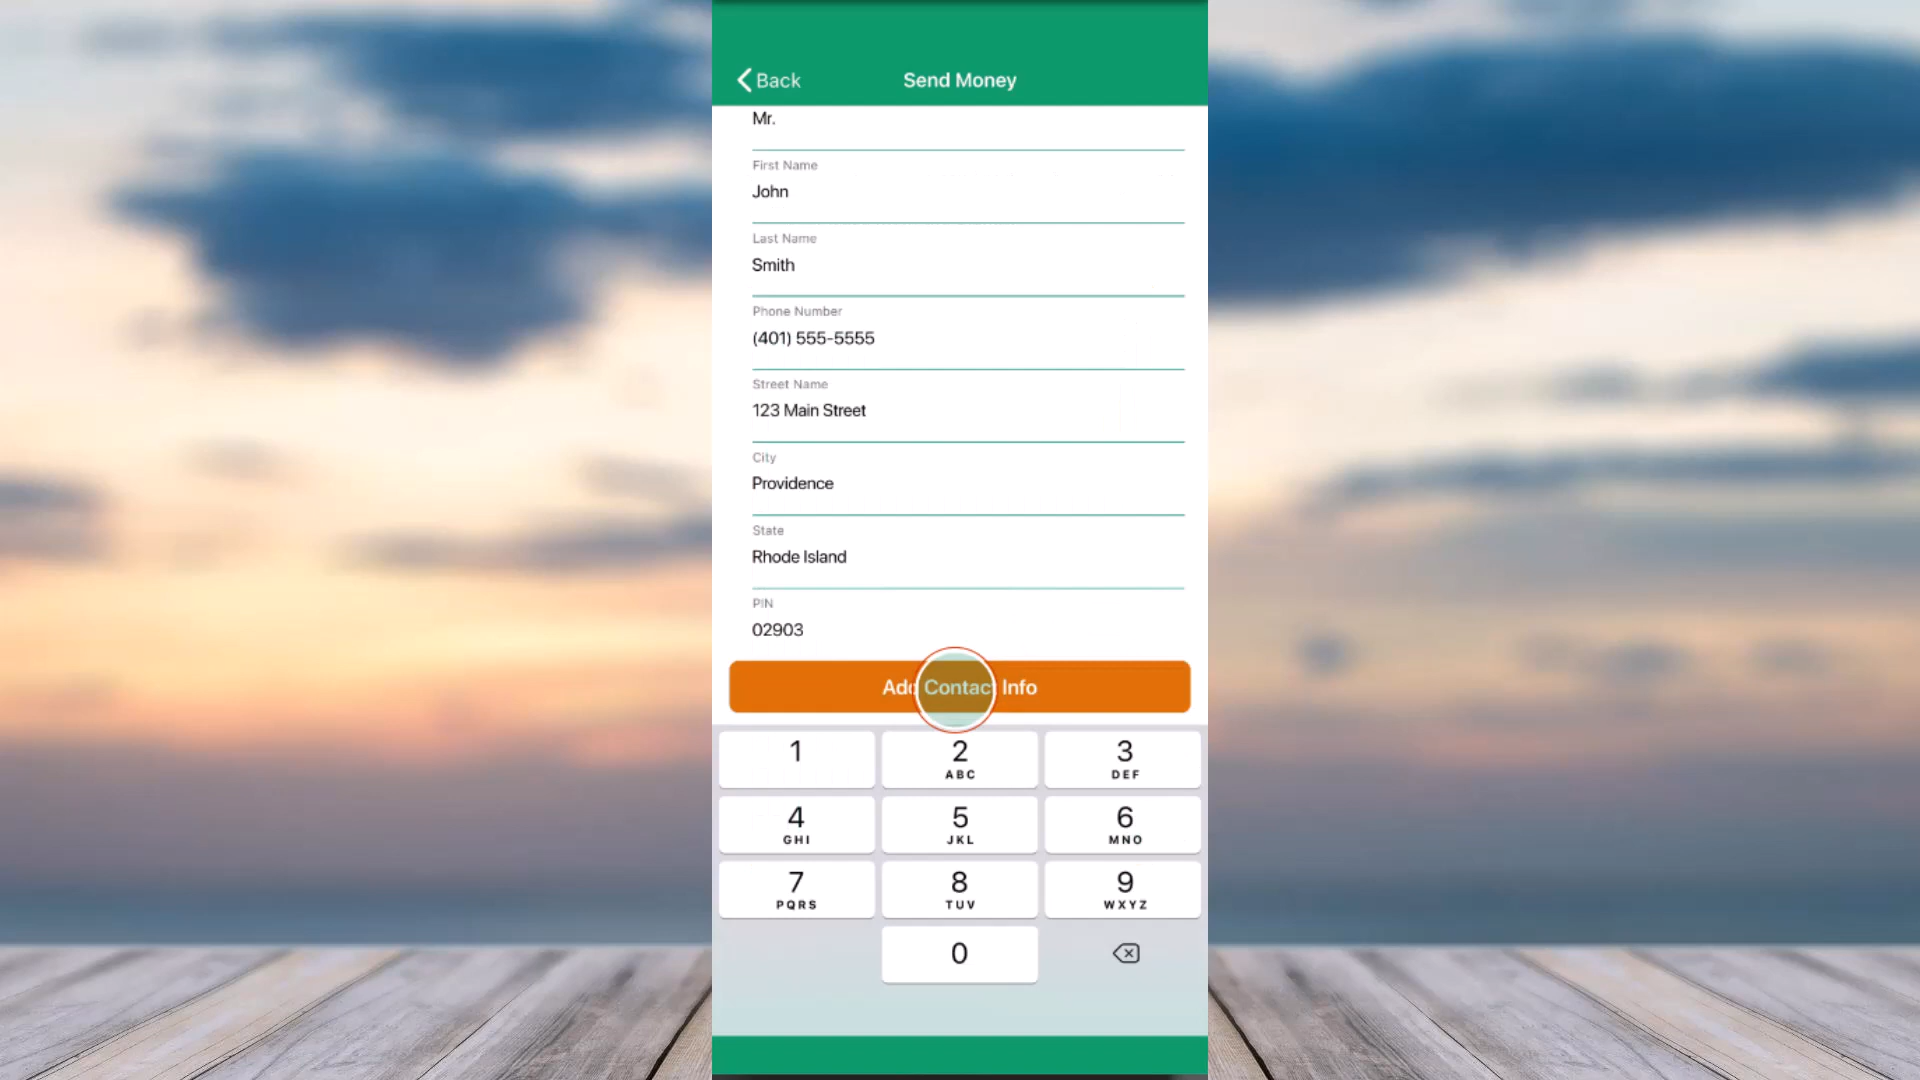 Back
Send Money
Mr.
First Name
John
Last Name
Smith
Phone Number
(401) 555-5555
Street Name
123 Main Street
City
Providence
State
Rhode Island
PIN
02903
Add Contact Info
1
2
ABC
3
DEF
4
GHI
5
JKL
6
MNO
7
PQRS
8
TUV
9
WXYZ
0